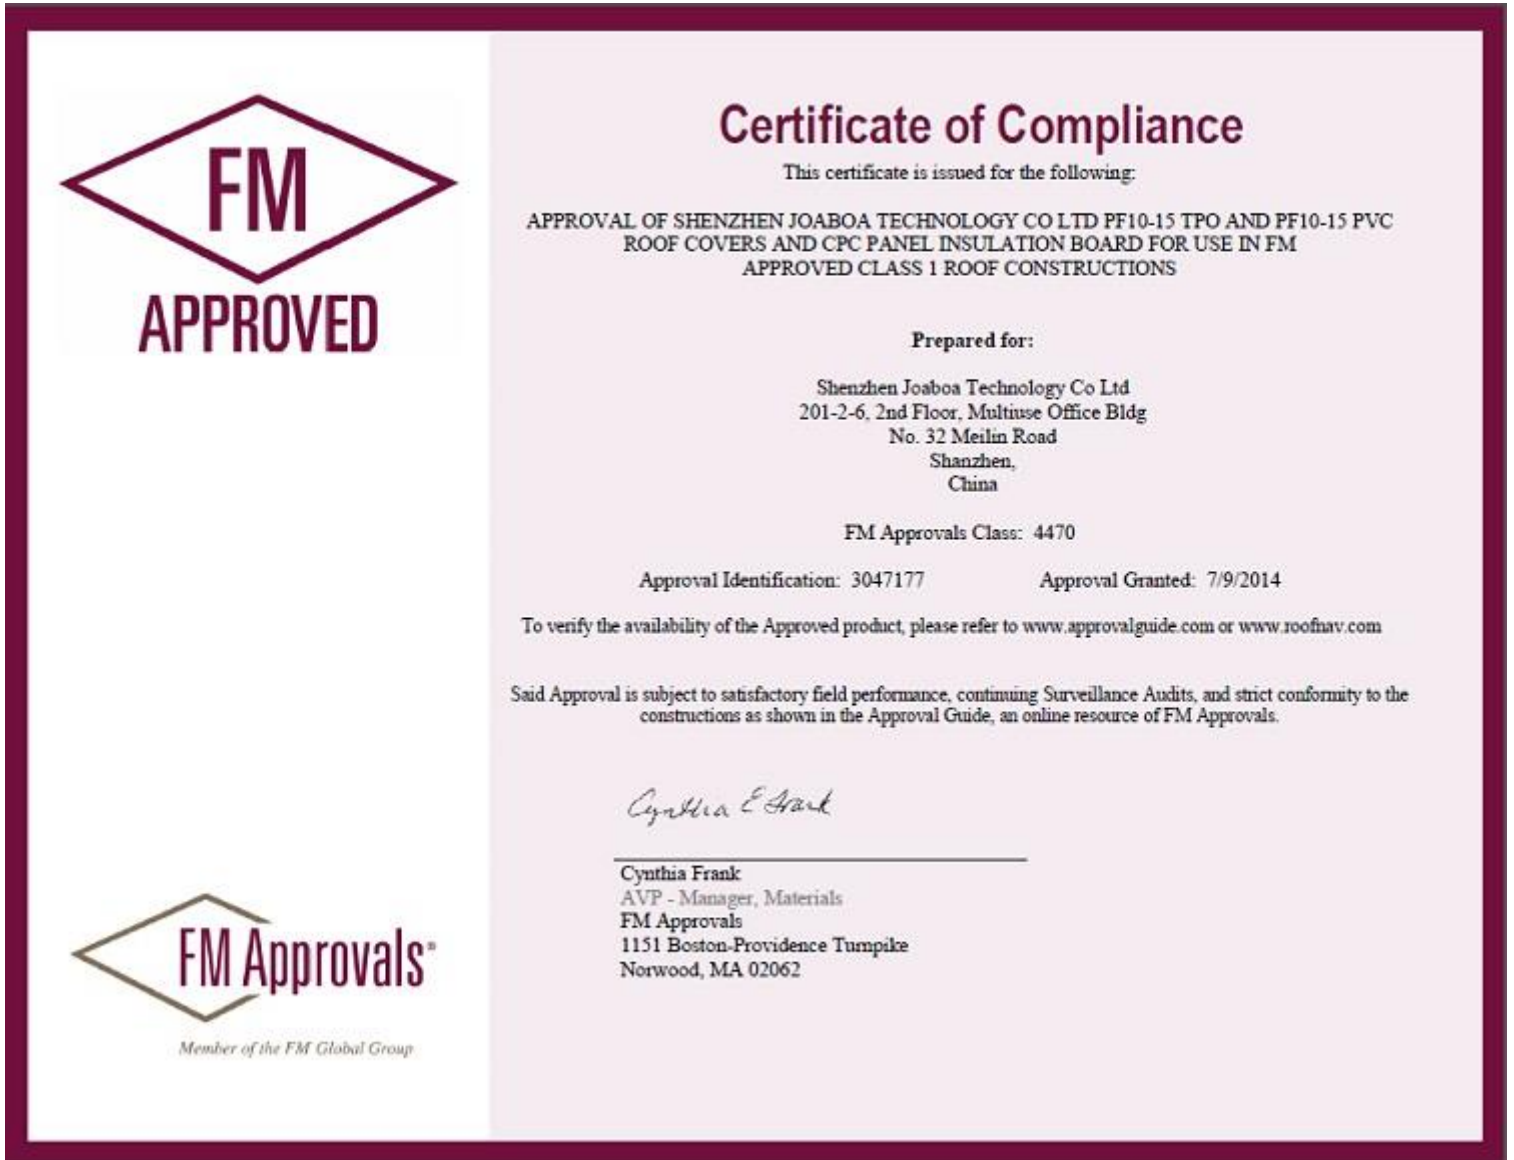 FM
APPROVED
Certificate of Compliance
This certificate is issued for the following:
APPROVAL OF SHENZHEN JOABOA TECHNOLOGY CO LTD PF10-15 TPO AND PF10-15 PVC
ROOF COVERS AND CPC PANEL INSULATION BOARD FOR USE IN FM
APPROVED CLASS 1 ROOF CONSTRUCTIONS
Prepared for:
Shenzhen Joaboa Technology Co Ltd
201-2-6, 2nd Floor, Multiuse Office Bldg
No. 32 Meilin Road
Shanzhen,
China
FM Approvals Class: 4470
Approval Identification: 3047177 Approval Granted: 7/9/2014
To verify the availability of the Approved product, please refer to www.approvalguide.com or www.roofnav.com
Said Approval is subject to satisfactory field performance, continuing Surveillance Audits, and strict conformity to the
constructions as shown in the Approval Guide, an online resource of FM Approvals.
Cynthia E Frank
Cynthia Frank
AVP - Manager, Materials
FM Approvals
1151 Boston-Providence Turnpike
Norwood, MA 02062
FM Approvals®
Member of the FM Global Group